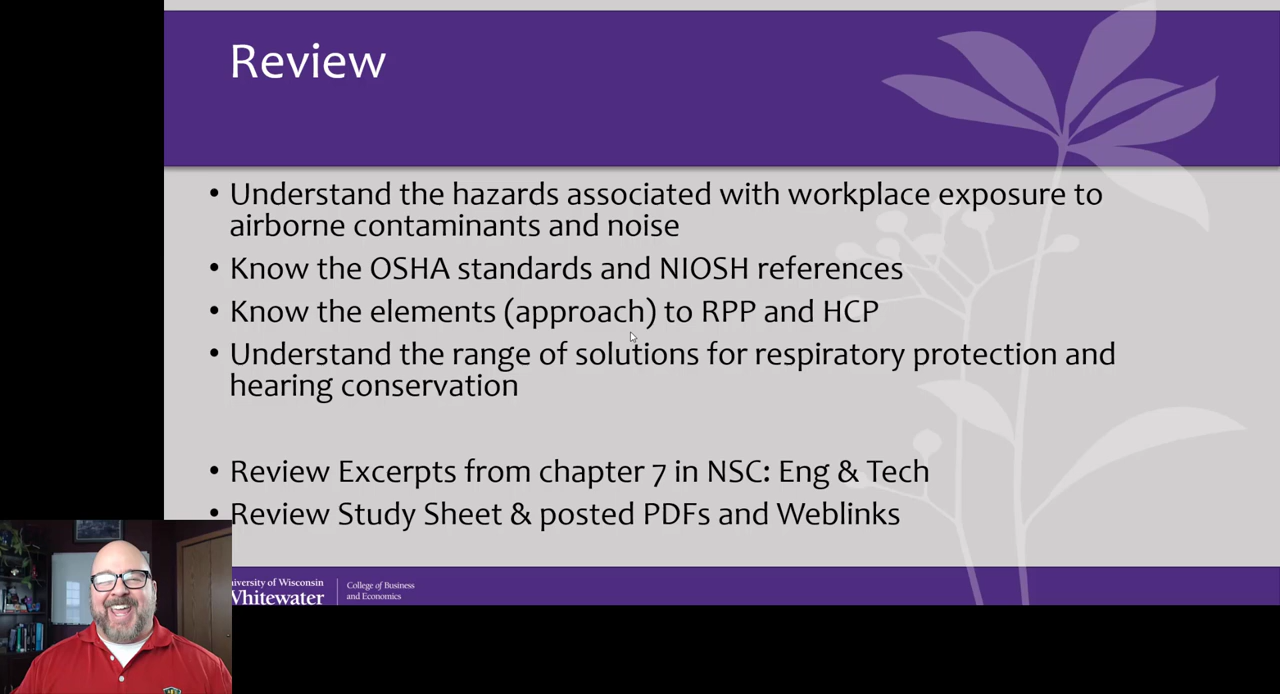 Review
• Understand the hazards associated with workplace exposure to
airborne contaminants and noise
• Know the OSHA standards and NIOSH references
• Know the elements (approach) to RPP and HCP
• Understand the range of solutions for respiratory protection and
hearing conservation
• Review Excerpts from chapter 7 in NSC: Eng & Tech
• Review Study Sheet & posted PDFs and Weblinks
University of Wisconsin
Whitewater
College of Business
and Economics